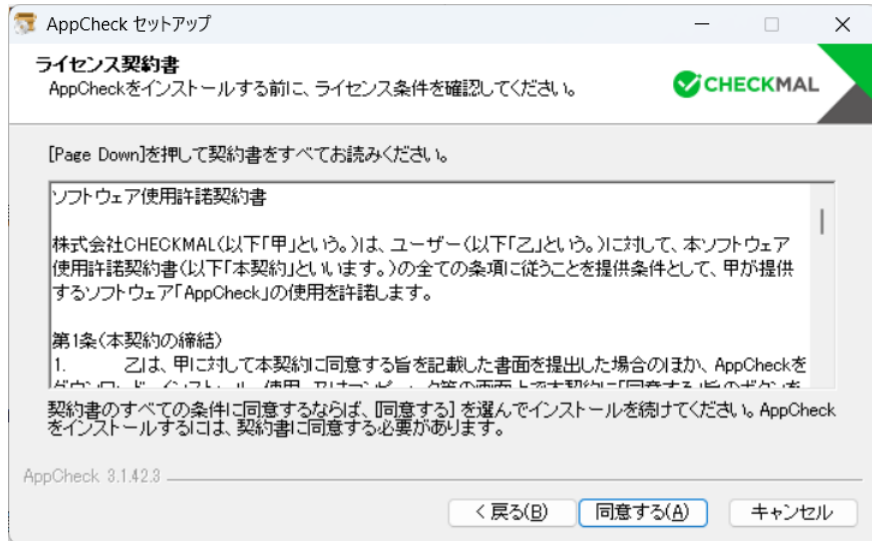 AppCheck セットアップ
ライセンス契約書
AppCheckをインストールする前に、ライセンス条件を確認してください。
CHECKMAL
[Page Down]を押して契約書をすべてお読みください。
ソフトウェア使用許諾契約書
株式会社CHECKMAL(以下「甲」という。)は、ユーザー(以下「乙」という。)に対して、本ソフトウェア
使用許諾契約書(以下「本契約」といいます。)の全ての条項に従うことを提供条件として、甲が提供
するソフトウェア「AppCheck」の使用を許諾します。
第1条(本契約の締結)
1. 乙は、甲に対して本契約に同意する旨を記載した書面を提出した場合のほか、AppCheckを
契約書のすべての条件に同意するならば、[同意する] を選んでインストールを続けてください。AppCheck
をインストールするには、契約書に同意する必要があります。
AppCheck 3.1.42.3
< 戻る(B)
同意する(A)
キャンセル